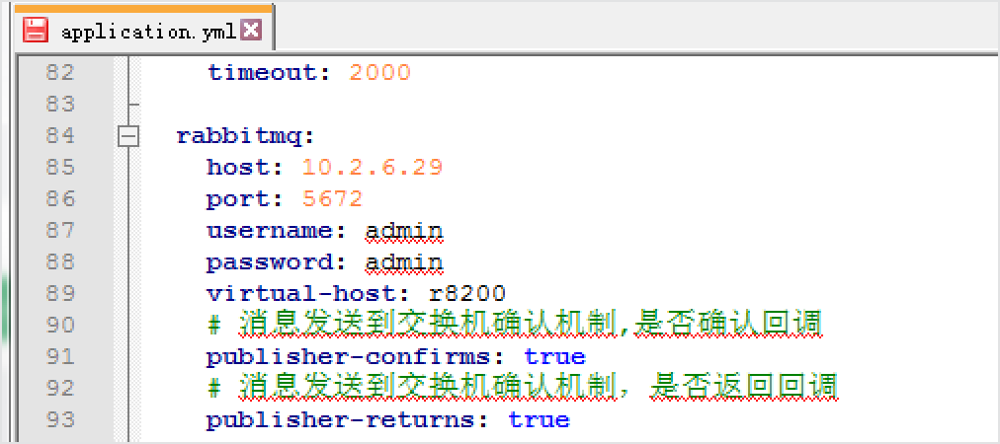 application.yml
82 timeout: 2000
83
84 rabbitmq:
85 host: 10.2.6.29
86 port: 5672
87 username: admin
88 password: admin
89 virtual-host: r8200
90 # 消息发送到交换机确认机制,是否确认回调
91 publisher-confirms: true
92 # 消息发送到交换机确认机制，是否返回回调
93 publisher-returns: true